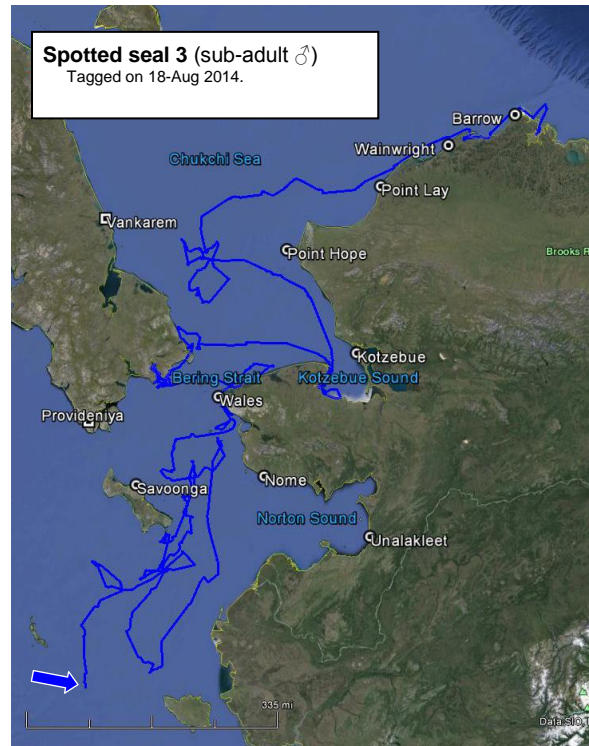 Spotted seal 3 (sub-adult ♂)
Tagged on 18-Aug 2014.
Barrow
Wainwright
Chukchi Sea
Point Lay
Vankarem
Point Hope
Brooks R
Kotzebue
Bering Strait
Kotzebue Sound
Wales
Provideniya
Savoonga
Nome
Norton Sound
Unalakleet
335 mi
Data SIO,